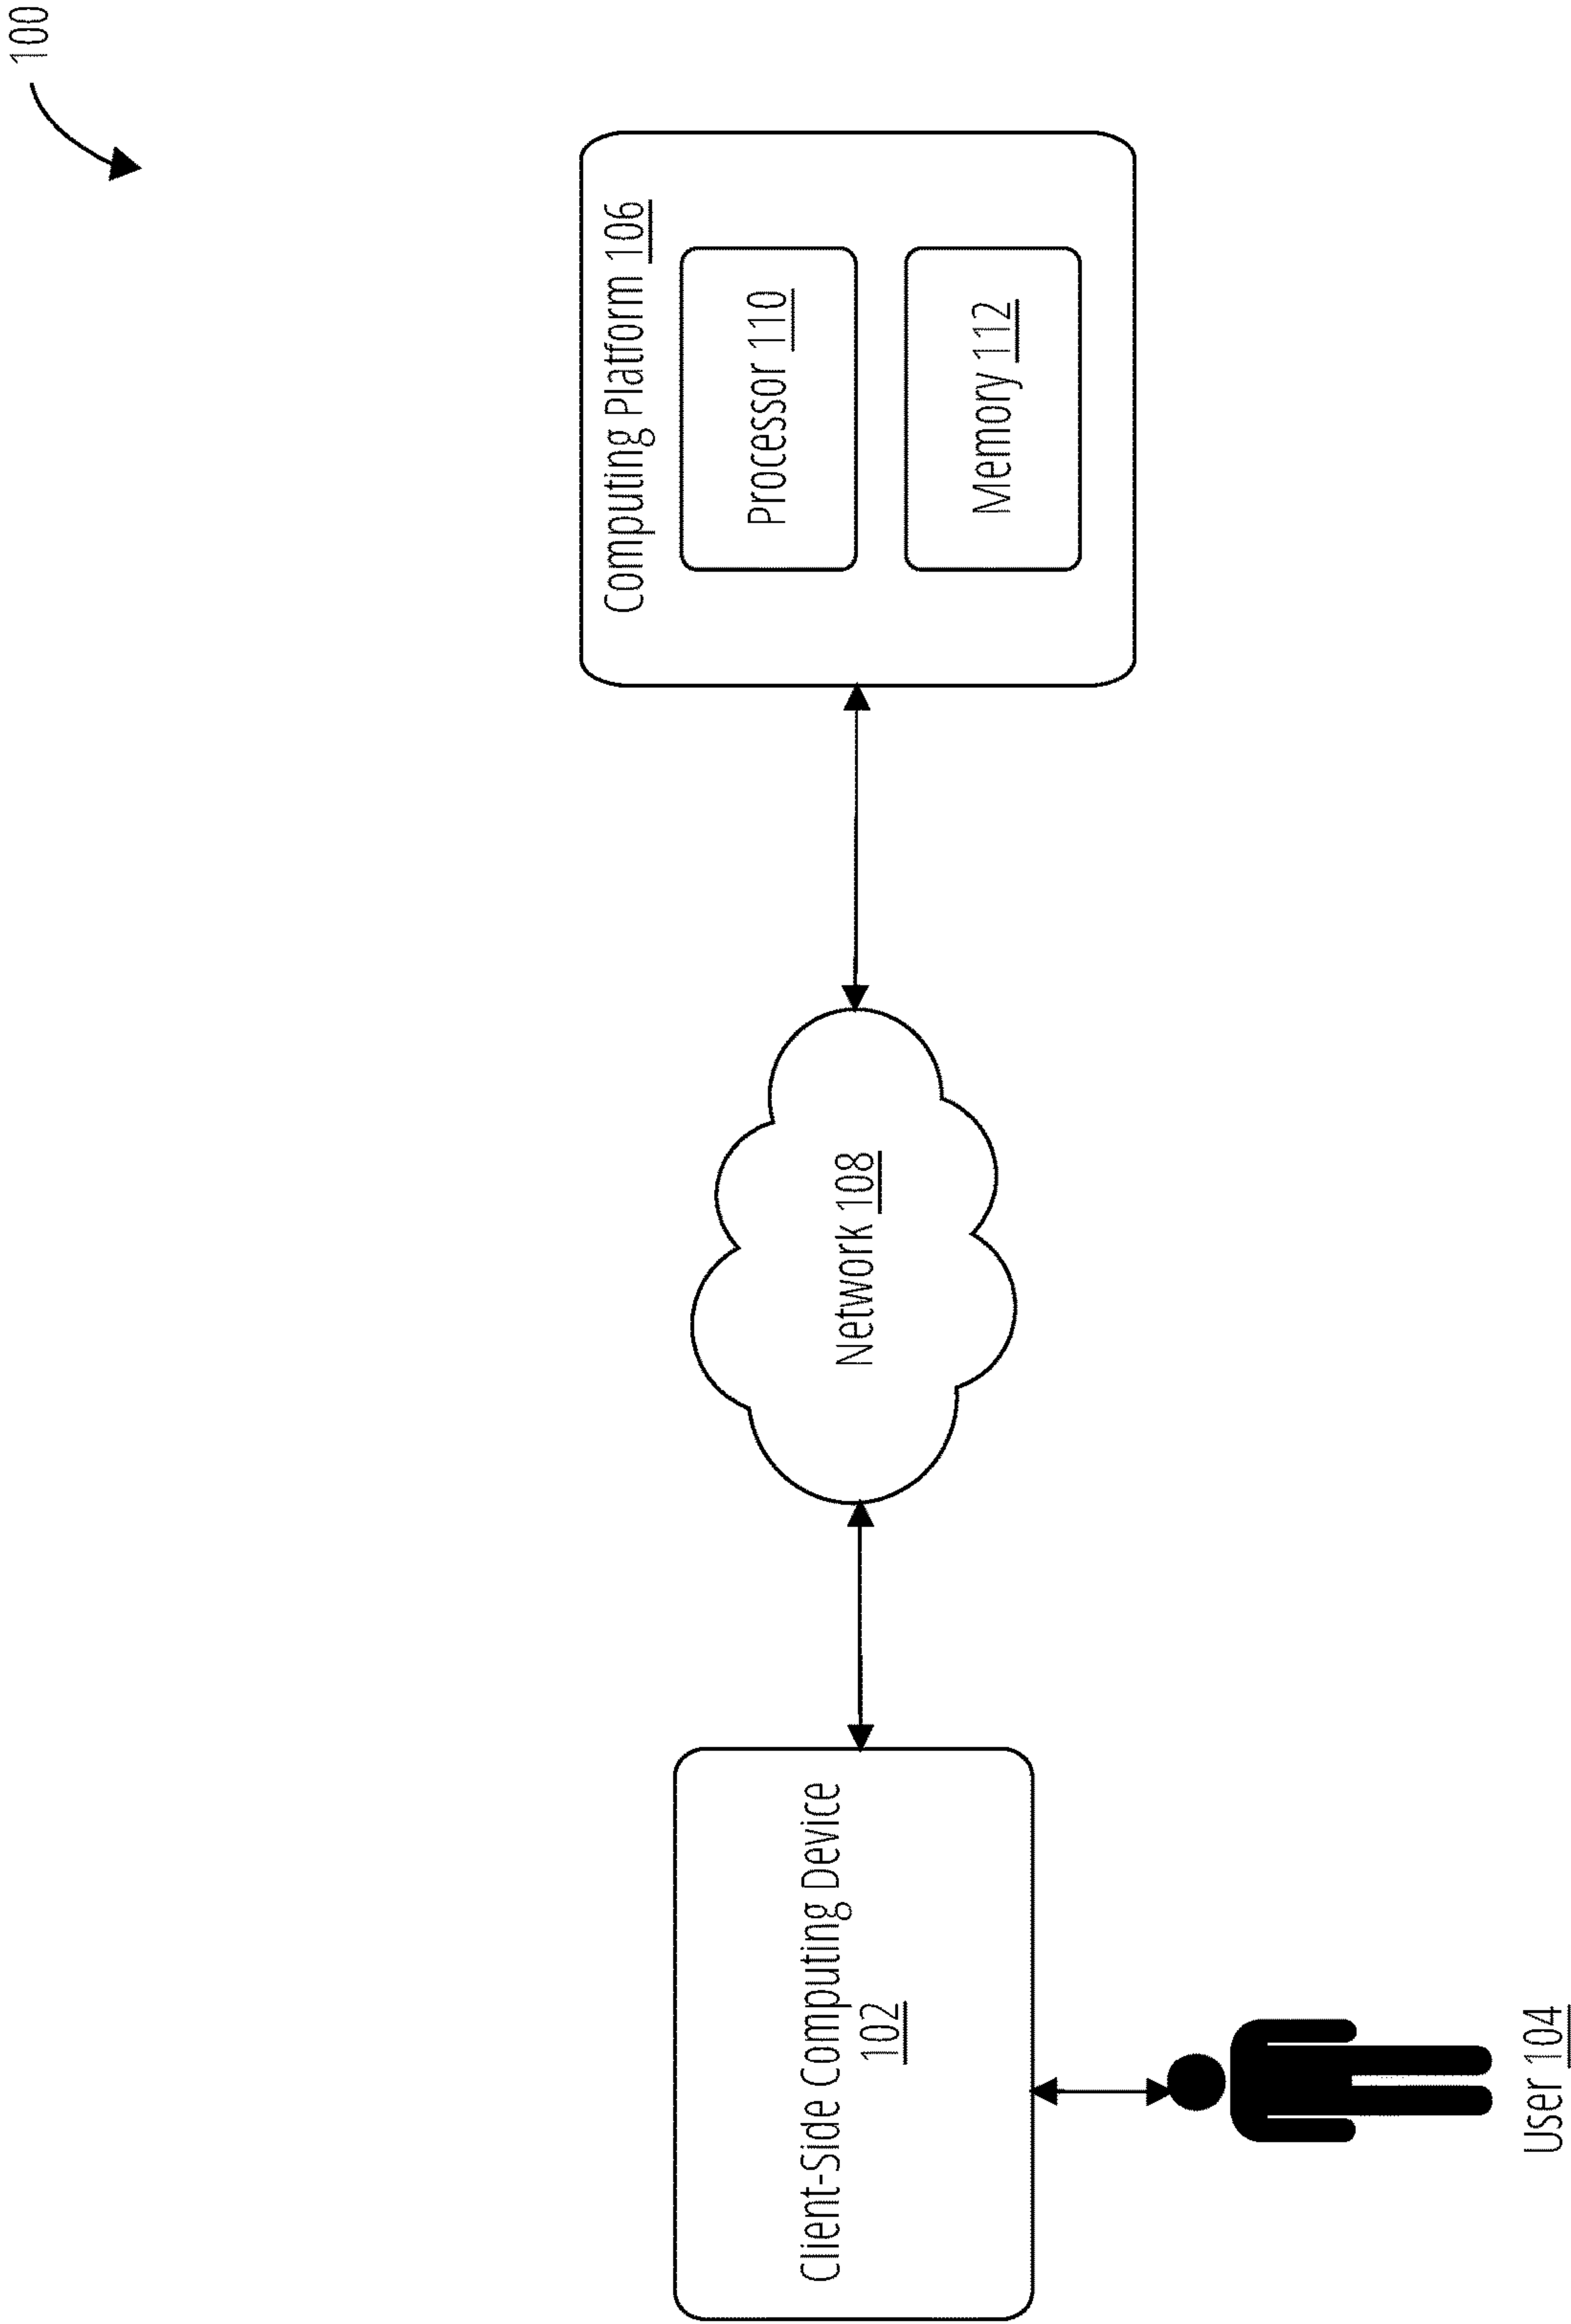 100
Client-Side Computing Device
102
User 104
Network 108
Computing Platform 106
Processor 110
Memory 112